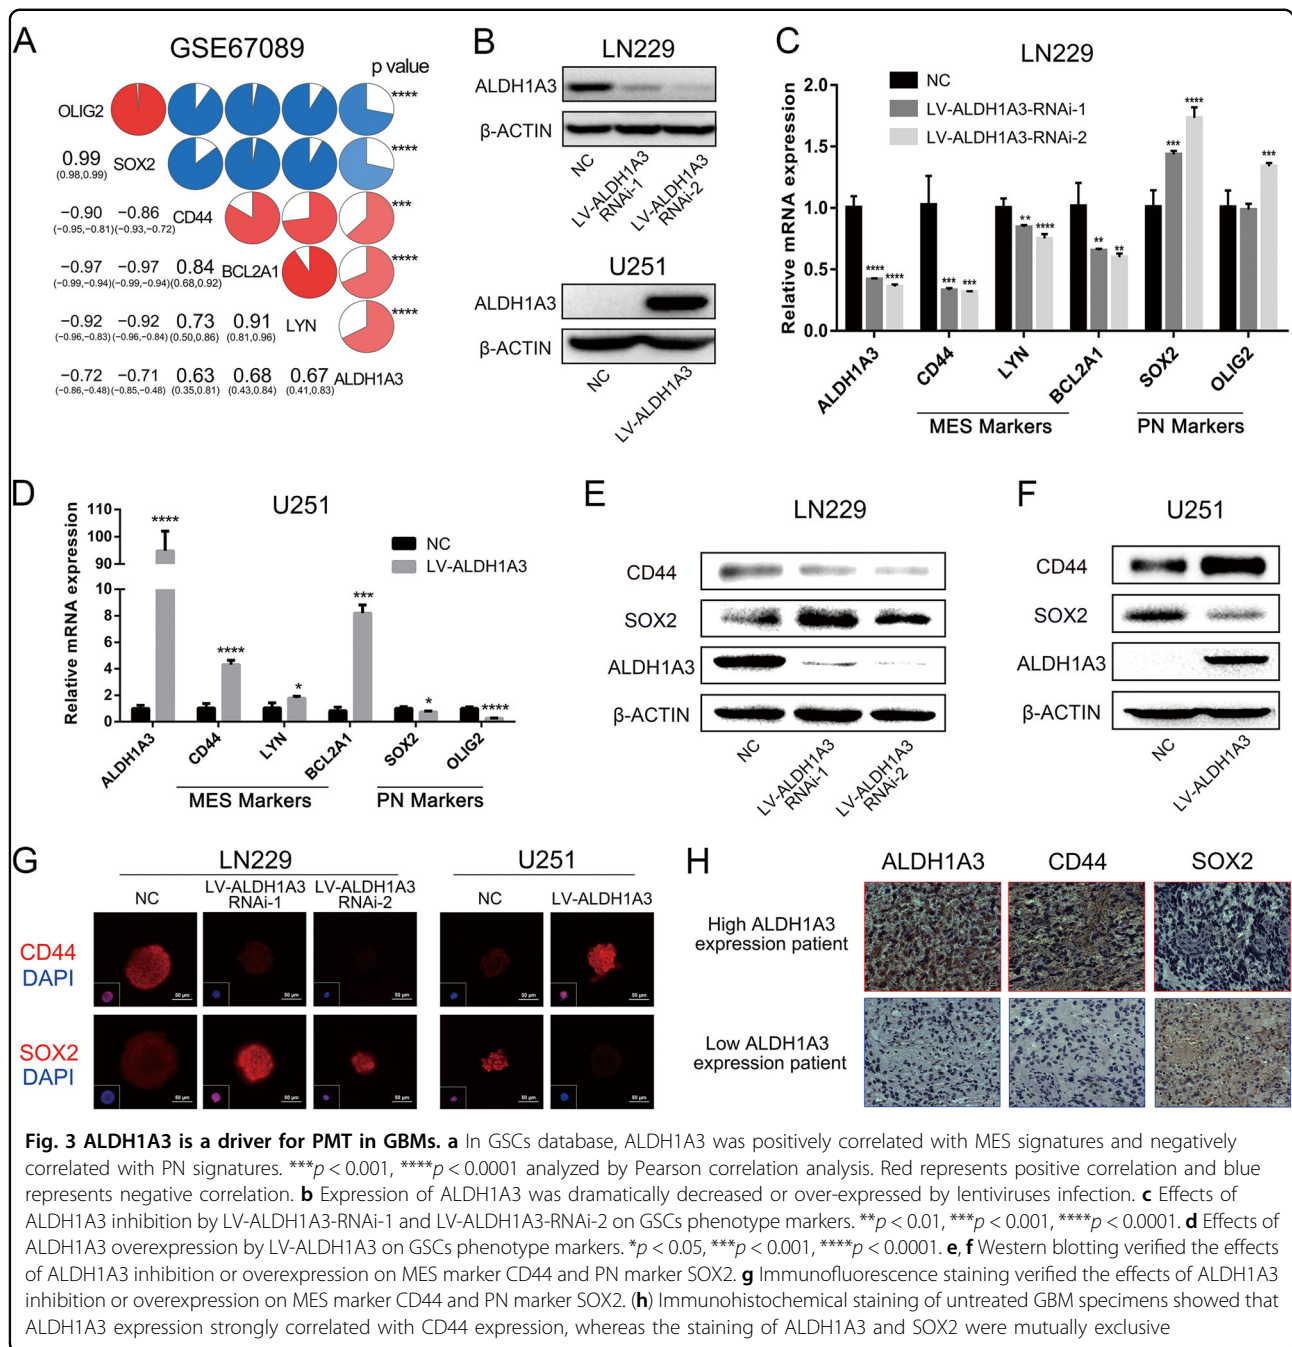 A
GSE67089
p value
OLIG2 ****
0.99 SOX2 ****
(0.98,0.99)
−0.90 −0.86 CD44 ***
(−0.95,−0.81) (−0.93,−0.72)
−0.97 −0.97 0.84 BCL2A1 ****
(−0.99,−0.94) (−0.99,−0.94) (0.68,0.92)
−0.92 −0.92 0.73 0.91 LYN ****
(−0.96,−0.83) (−0.96,−0.84) (0.50,0.86) (0.81,0.96)
−0.72 −0.71 0.63 0.68 0.67 ALDH1A3
(−0.86,−0.48) (−0.85,−0.48) (0.35,0.81) (0.43,0.84) (0.41,0.83)
B
LN229
ALDH1A3
β-ACTIN
NC
LV-ALDH1A3
RNAi-1
LV-ALDH1A3
RNAi-2
U251
ALDH1A3
β-ACTIN
NC
LV-ALDH1A3
C
LN229
NC
LV-ALDH1A3-RNAi-1
LV-ALDH1A3-RNAi-2
Relative mRNA expression
2.0
1.5
1.0
0.5
0.0
**** ****
*** ***
** ****
** **
*** ****
***
ALDH1A3
CD44
LYN
BCL2A1
SOX2
OLIG2
MES Markers
PN Markers
D
U251
NC
LV-ALDH1A3
Relative mRNA expression
110
100
90
10
8
6
4
2
0
****
****
*
***
*
****
ALDH1A3
CD44
LYN
BCL2A1
SOX2
OLIG2
MES Markers
PN Markers
E
LN229
CD44
SOX2
ALDH1A3
β-ACTIN
NC
LV-ALDH1A3
RNAi-1
LV-ALDH1A3
RNAi-2
F
U251
CD44
SOX2
ALDH1A3
β-ACTIN
NC
LV-ALDH1A3
G
LN229
U251
NC
LV-ALDH1A3
RNAi-1
LV-ALDH1A3
RNAi-2
NC
LV-ALDH1A3
CD44
DAPI
50 μm
50 μm
50 μm
50 μm
50 μm
SOX2
DAPI
50 μm
50 μm
50 μm
50 μm
50 μm
H
ALDH1A3
CD44
SOX2
High ALDH1A3
expression patient
Low ALDH1A3
expression patient
Fig. 3 ALDH1A3 is a driver for PMT in GBMs. a In GSCs database, ALDH1A3 was positively correlated with MES signatures and negatively
correlated with PN signatures. ***p < 0.001, ****p < 0.0001 analyzed by Pearson correlation analysis. Red represents positive correlation and blue
represents negative correlation. b Expression of ALDH1A3 was dramatically decreased or over-expressed by lentiviruses infection. c Effects of
ALDH1A3 inhibition by LV-ALDH1A3-RNAi-1 and LV-ALDH1A3-RNAi-2 on GSCs phenotype markers. **p < 0.01, ***p < 0.001, ****p < 0.0001. d Effects of
ALDH1A3 overexpression by LV-ALDH1A3 on GSCs phenotype markers. *p < 0.05, ***p < 0.001, ****p < 0.0001. e, f Western blotting verified the effects
of ALDH1A3 inhibition or overexpression on MES marker CD44 and PN marker SOX2. g Immunofluorescence staining verified the effects of ALDH1A3
inhibition or overexpression on MES marker CD44 and PN marker SOX2. (h) Immunohistochemical staining of untreated GBM specimens showed that
ALDH1A3 expression strongly correlated with CD44 expression, whereas the staining of ALDH1A3 and SOX2 were mutually exclusive